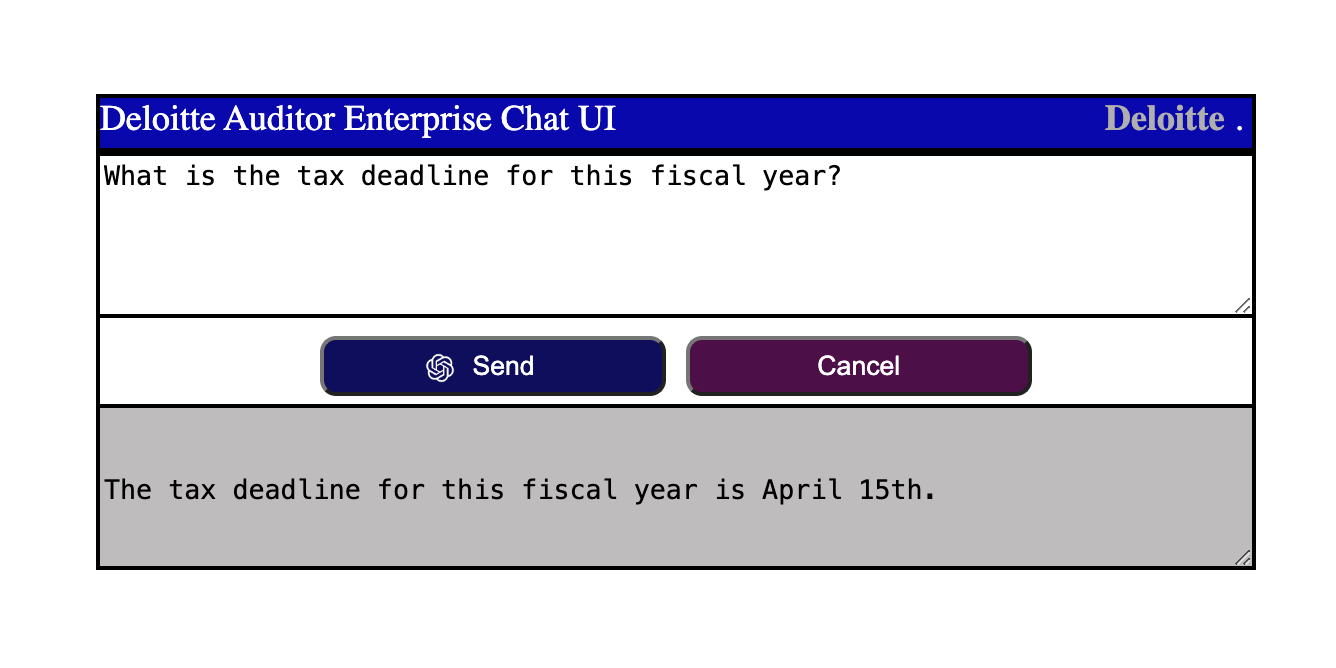 Deloitte Auditor Enterprise Chat UI Deloitte .
What is the tax deadline for this fiscal year?
Send Cancel
The tax deadline for this fiscal year is April 15th.